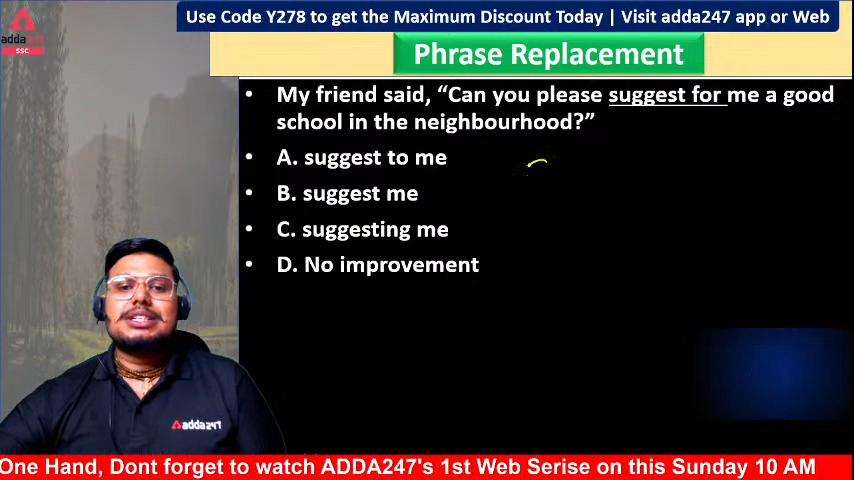 Use Code Y278 to get the Maximum Discount Today | Visit adda247 app or Web
adda247
SSC
Phrase Replacement
• My friend said, “Can you please suggest for me a good
school in the neighbourhood?”
• A. suggest to me
• B. suggest me
• C. suggesting me
• D. No improvement
adda247
One Hand, Dont forget to watch ADDA247's 1st Web Serise on this Sunday 10 AM